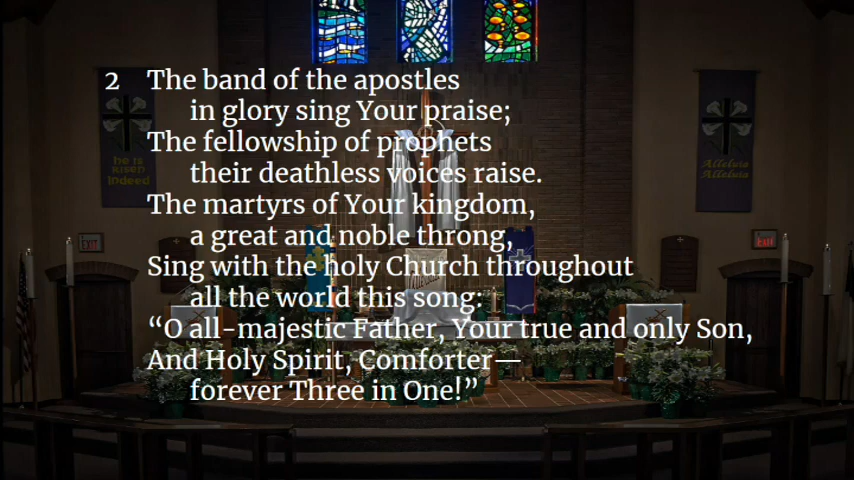 2 The band of the apostles
in glory sing Your praise;
The fellowship of prophets
their deathless voices raise.
The martyrs of Your kingdom,
a great and noble throng,
Sing with the holy Church throughout
all the world this song:
“O all-majestic Father, Your true and only Son,
And Holy Spirit, Comforter—
forever Three in One!”
he is
risen
indeed
Alleluia
Alleluia
EXIT
EXIT